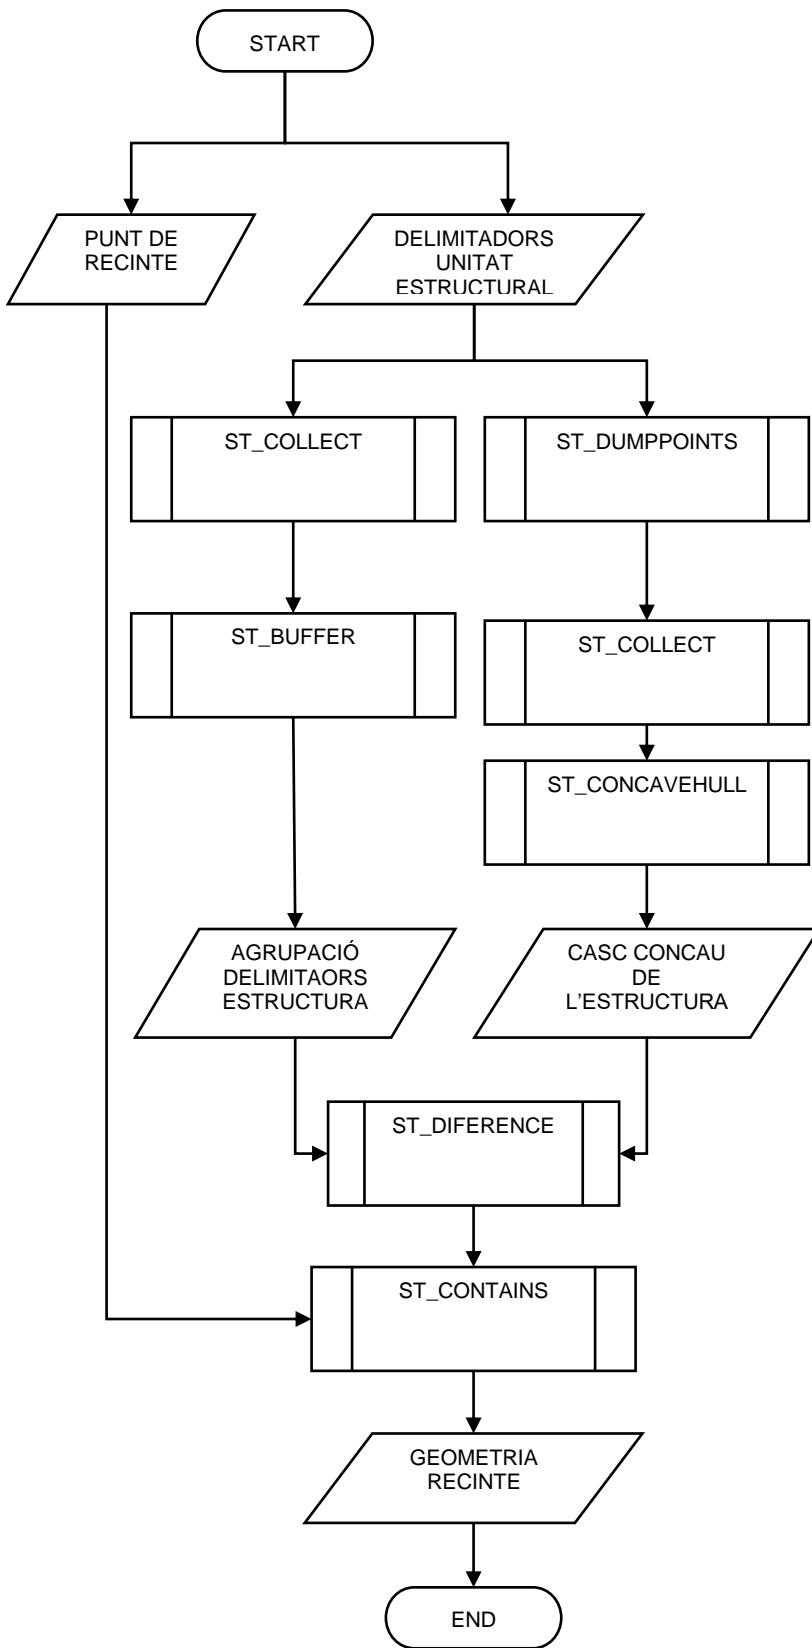 START
PUNT DE
RECINTE
DELIMITADORS
UNITAT
ESTRUCTURAL
ST_COLLECT
ST_DUMPPOINTS
ST_BUFFER
ST_COLLECT
ST_CONCAVEHULL
AGRUPACIÓ
DELIMITAORS
ESTRUCTURA
CASC CONCAU
DE
L’ESTRUCTURA
ST_DIFERENCE
ST_CONTAINS
GEOMETRIA
RECINTE
END